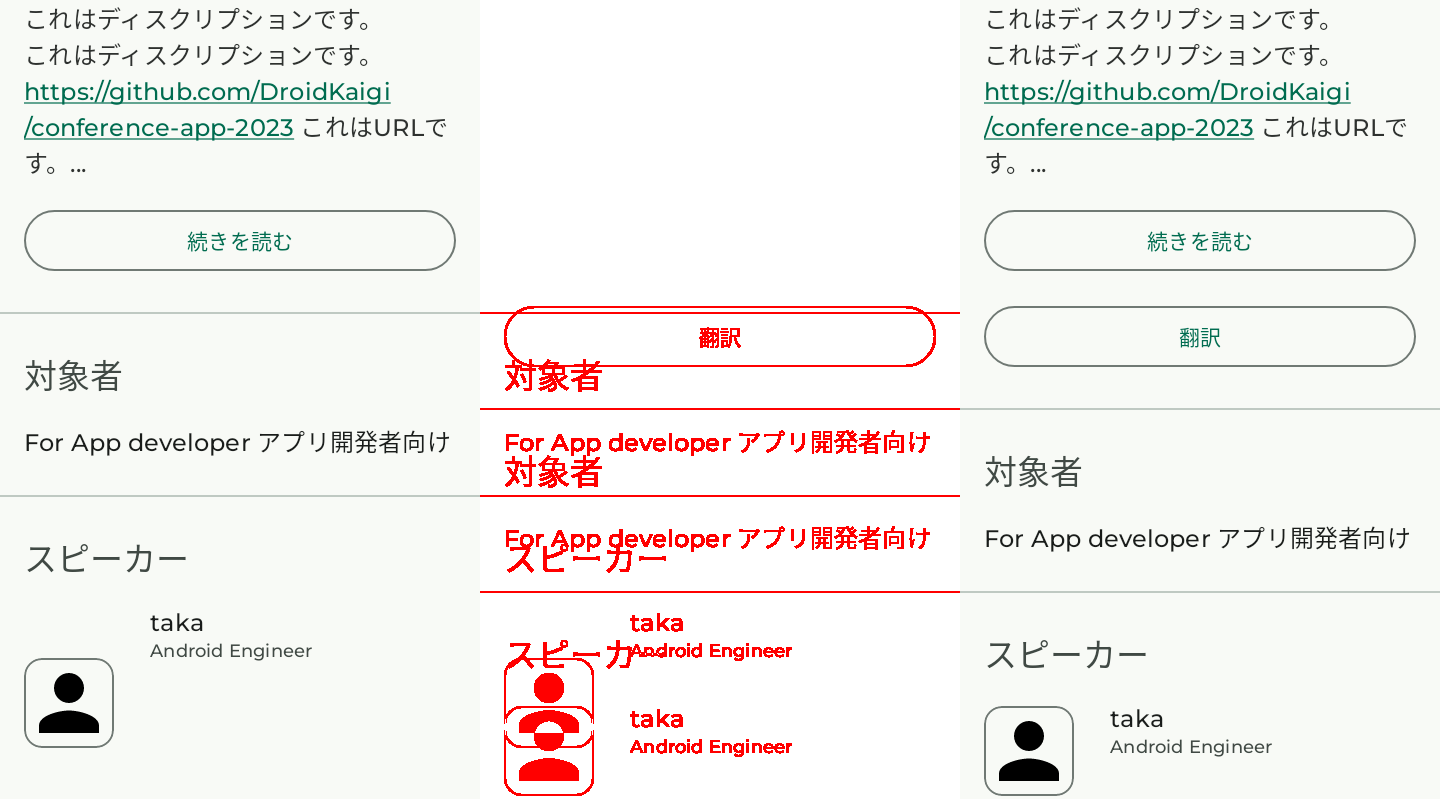 これはディスクリプションです。
これはディスクリプションです。
https://github.com/DroidKaigi
/conference-app-2023 これはURLで
す。...
続きを読む
対象者
For App developer アプリ開発者向け
スピーカー
taka
Android Engineer
翻訳
対象者
For App developer アプリ開発者向け
対象者
For App developer アプリ開発者向け
スピーカー
taka
Android Engineer
スピーカー
taka
Android Engineer
これはディスクリプションです。
これはディスクリプションです。
https://github.com/DroidKaigi
/conference-app-2023 これはURLで
す。...
続きを読む
翻訳
対象者
For App developer アプリ開発者向け
スピーカー
taka
Android Engineer